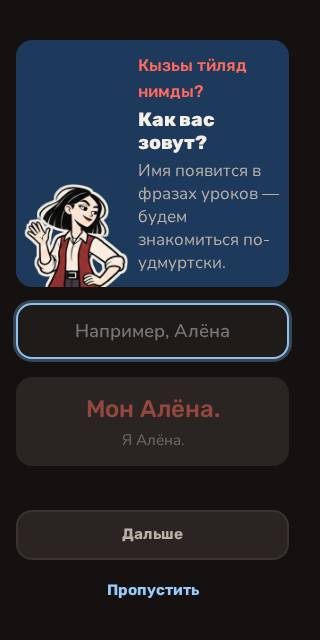 Кызьы тӥляд
нимды?
Как вас
зовут?
Имя появится в
фразах уроков —
будем
знакомиться по-
удмуртски.
Например, Алёна
Мон Алёна.
Я Алёна.
Дальше
Пропустить